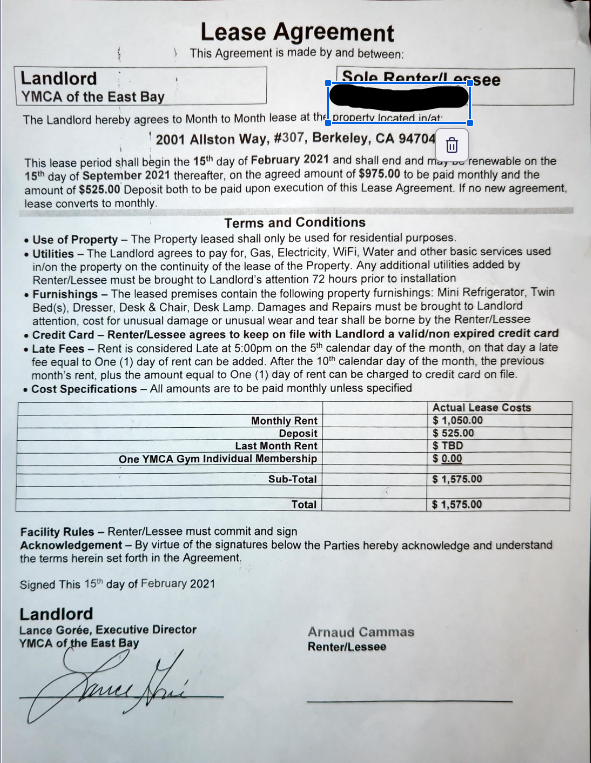 Lease Agreement
This Agreement is made by and between:
Landlord
YMCA of the East Bay
Sole Renter/Lessee
The Landlord hereby agrees to Month to Month lease at the property located in/at:
2001 Allston Way, #307, Berkeley, CA 94704
This lease period shall begin the 15th day of February 2021 and shall end and may be renewable on the
15th day of September 2021 thereafter, on the agreed amount of $975.00 to be paid monthly and the
amount of $525.00 Deposit both to be paid upon execution of this Lease Agreement. If no new agreement,
lease converts to monthly.
Terms and Conditions
• Use of Property – The Property leased shall only be used for residential purposes.
• Utilities – The Landlord agrees to pay for, Gas, Electricity, WiFi, Water and other basic services used
in/on the property on the continuity of the lease of the Property. Any additional utilities added by
Renter/Lessee must be brought to Landlord's attention 72 hours prior to installation
• Furnishings – The leased premises contain the following property furnishings: Mini Refrigerator, Twin
Bed(s), Dresser, Desk & Chair, Desk Lamp. Damages and Repairs must be brought to Landlord
attention, cost for unusual damage or unusual wear and tear shall be borne by the Renter/Lessee
• Credit Card – Renter/Lessee agrees to keep on file with Landlord a valid/non expired credit card
• Late Fees – Rent is considered Late at 5:00pm on the 5th calendar day of the month, on that day a late
fee equal to One (1) day of rent can be added. After the 10th calendar day of the month, the previous
month's rent, plus the amount equal to One (1) day of rent can be charged to credit card on file.
• Cost Specifications – All amounts are to be paid monthly unless specified
Actual Lease Costs
Monthly Rent $ 1,050.00
Deposit $ 525.00
Last Month Rent $ TBD
One YMCA Gym Individual Membership $ 0.00
Sub-Total $ 1,575.00
Total $ 1,575.00
Facility Rules – Renter/Lessee must commit and sign
Acknowledgement – By virtue of the signatures below the Parties hereby acknowledge and understand
the terms herein set forth in the Agreement.
Signed This 15th day of February 2021
Landlord
Lance Gorée, Executive Director
YMCA of the East Bay
Arnaud Cammas
Renter/Lessee